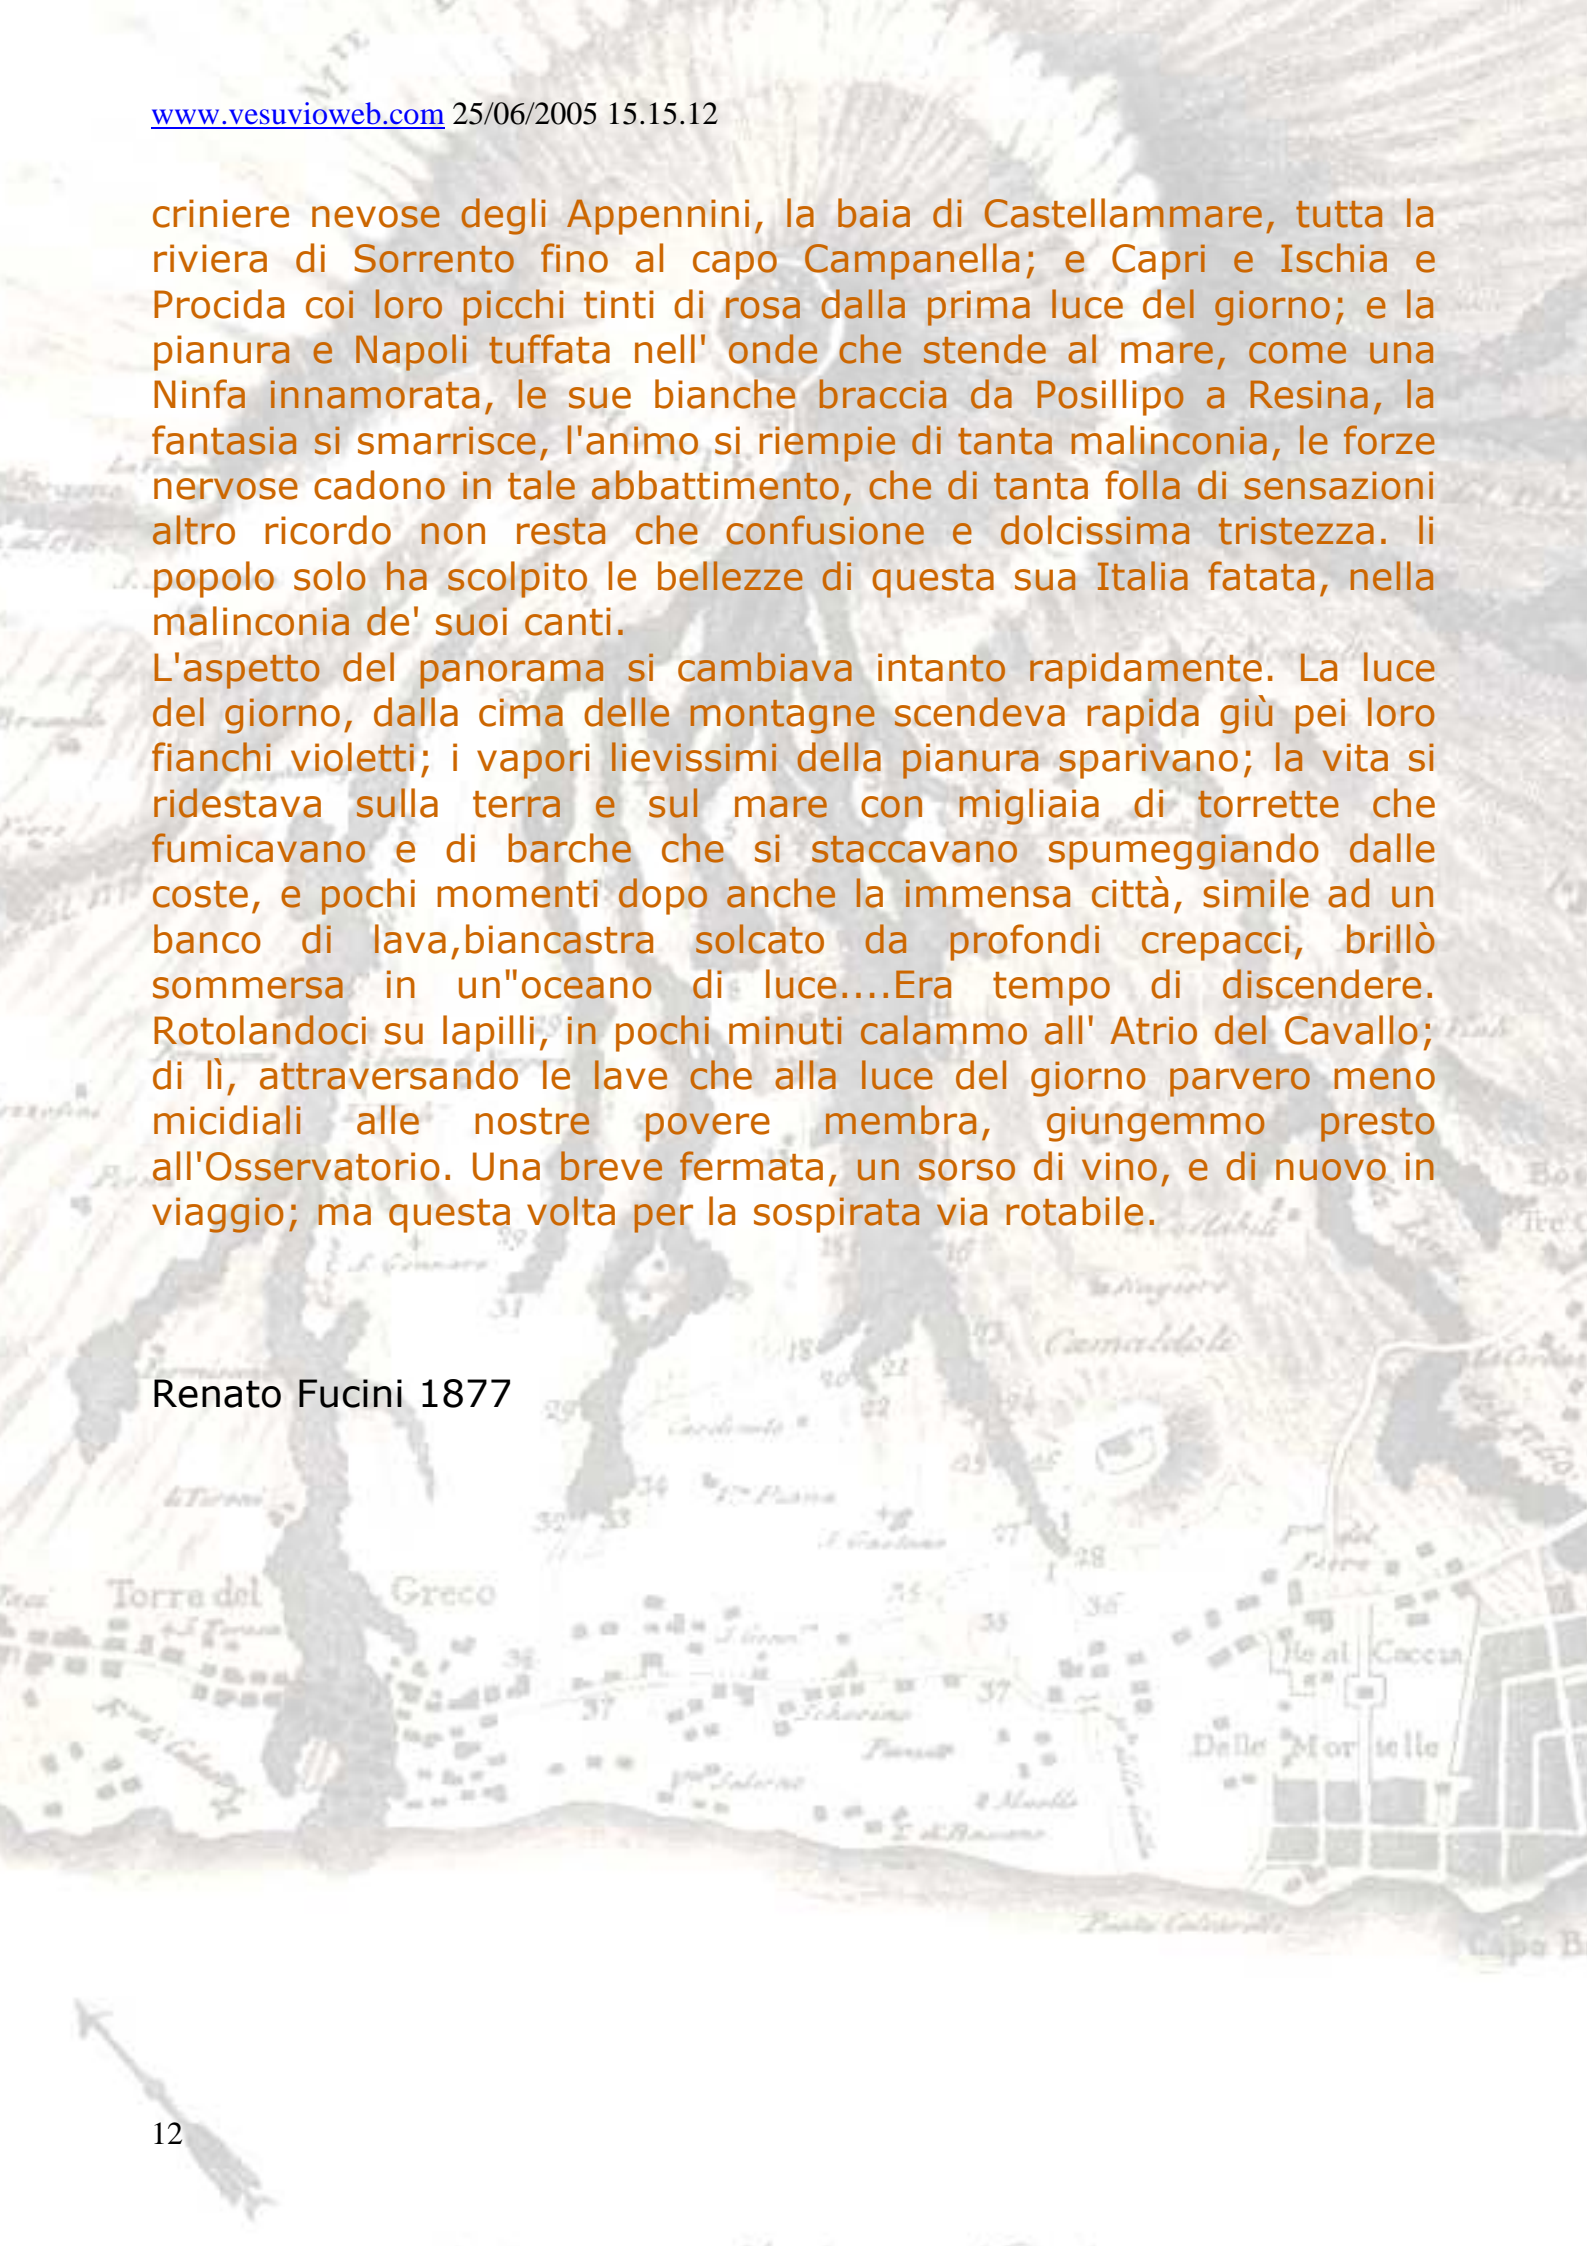 www.vesuvioweb.com 25/06/2005 15.15.12
criniere nevose degli Appennini, la baia di Castellammare, tutta la
riviera di Sorrento fino al capo Campanella; e Capri e Ischia e
Procida coi loro picchi tinti di rosa dalla prima luce del giorno; e la
pianura e Napoli tuffata nell' onde che stende al mare, come una
Ninfa innamorata, le sue bianche braccia da Posillipo a Resina, la
fantasia si smarrisce, l'animo si riempie di tanta malinconia, le forze
nervose cadono in tale abbattimento, che di tanta folla di sensazioni
altro ricordo non resta che confusione e dolcissima tristezza. li
popolo solo ha scolpito le bellezze di questa sua Italia fatata, nella
malinconia de' suoi canti.
L'aspetto del panorama si cambiava intanto rapidamente. La luce
del giorno, dalla cima delle montagne scendeva rapida giù pei loro
fianchi violetti; i vapori lievissimi della pianura sparivano; la vita si
ridestava sulla terra e sul mare con migliaia di torrette che
fumicavano e di barche che si staccavano spumeggiando dalle
coste, e pochi momenti dopo anche la immensa città, simile ad un
banco di lava,biancastra solcato da profondi crepacci, brillò
sommersa in un"oceano di luce....Era tempo di discendere.
Rotolandoci su lapilli, in pochi minuti calammo all' Atrio del Cavallo;
di lì, attraversando le lave che alla luce del giorno parvero meno
micidiali alle nostre povere membra, giungemmo presto
all'Osservatorio. Una breve fermata, un sorso di vino, e di nuovo in
viaggio; ma questa volta per la sospirata via rotabile.
Camaldoli
Renato Fucini 1877
Torre del Greco
Real Caccia
Delle Mortelle
Capo B
12